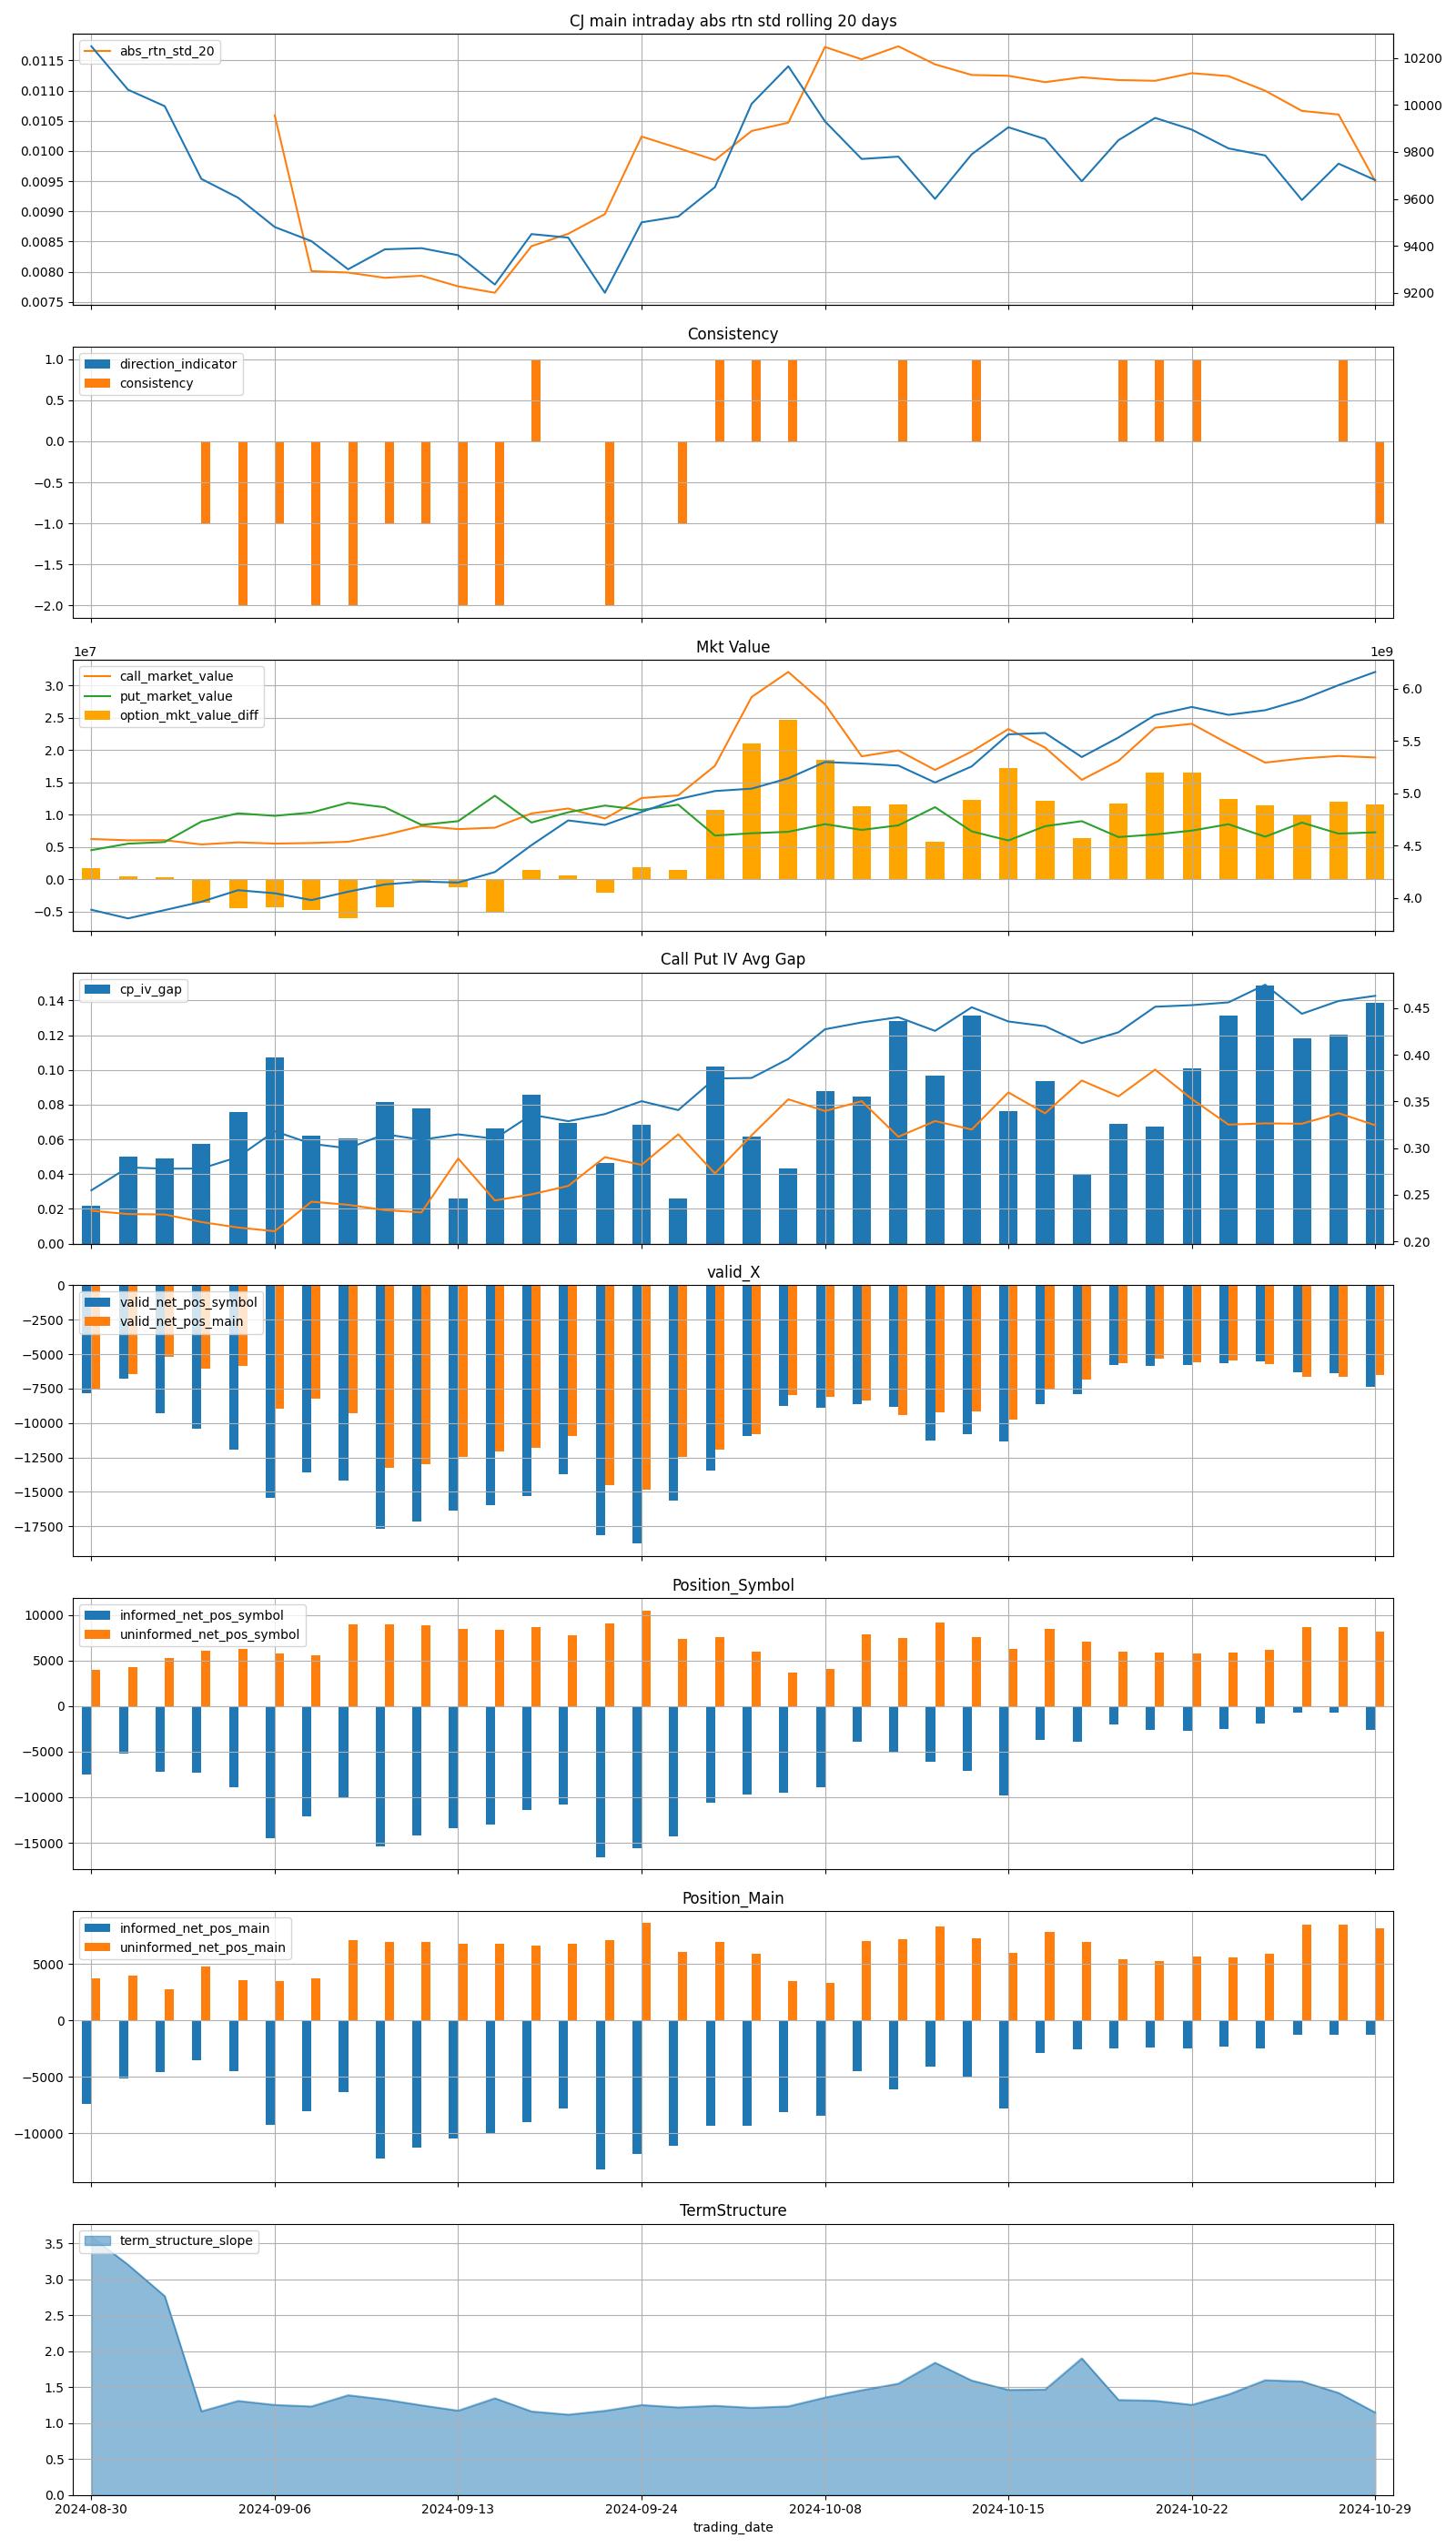 CJ main intraday abs rtn std rolling 20 days
abs_rtn_std_20
0.0115
0.0110
0.0105
0.0100
0.0095
0.0090
0.0085
0.0080
0.0075
10200
10000
9800
9600
9400
9200
Consistency
direction_indicator
consistency
1.0
0.5
0.0
−0.5
−1.0
−1.5
−2.0
Mkt Value
1e7
1e9
call_market_value
put_market_value
option_mkt_value_diff
3.0
2.5
2.0
1.5
1.0
0.5
0.0
−0.5
6.0
5.5
5.0
4.5
4.0
Call Put IV Avg Gap
cp_iv_gap
0.14
0.12
0.10
0.08
0.06
0.04
0.02
0.00
0.45
0.40
0.35
0.30
0.25
0.20
valid_X
valid_net_pos_symbol
valid_net_pos_main
0
−2500
−5000
−7500
−10000
−12500
−15000
−17500
Position_Symbol
informed_net_pos_symbol
uninformed_net_pos_symbol
10000
5000
0
−5000
−10000
−15000
Position_Main
informed_net_pos_main
uninformed_net_pos_main
5000
0
−5000
−10000
TermStructure
term_structure_slope
3.5
3.0
2.5
2.0
1.5
1.0
0.5
0.0
2024-08-30 2024-09-06 2024-09-13 2024-09-24 2024-10-08 2024-10-15 2024-10-22 2024-10-29
trading_date